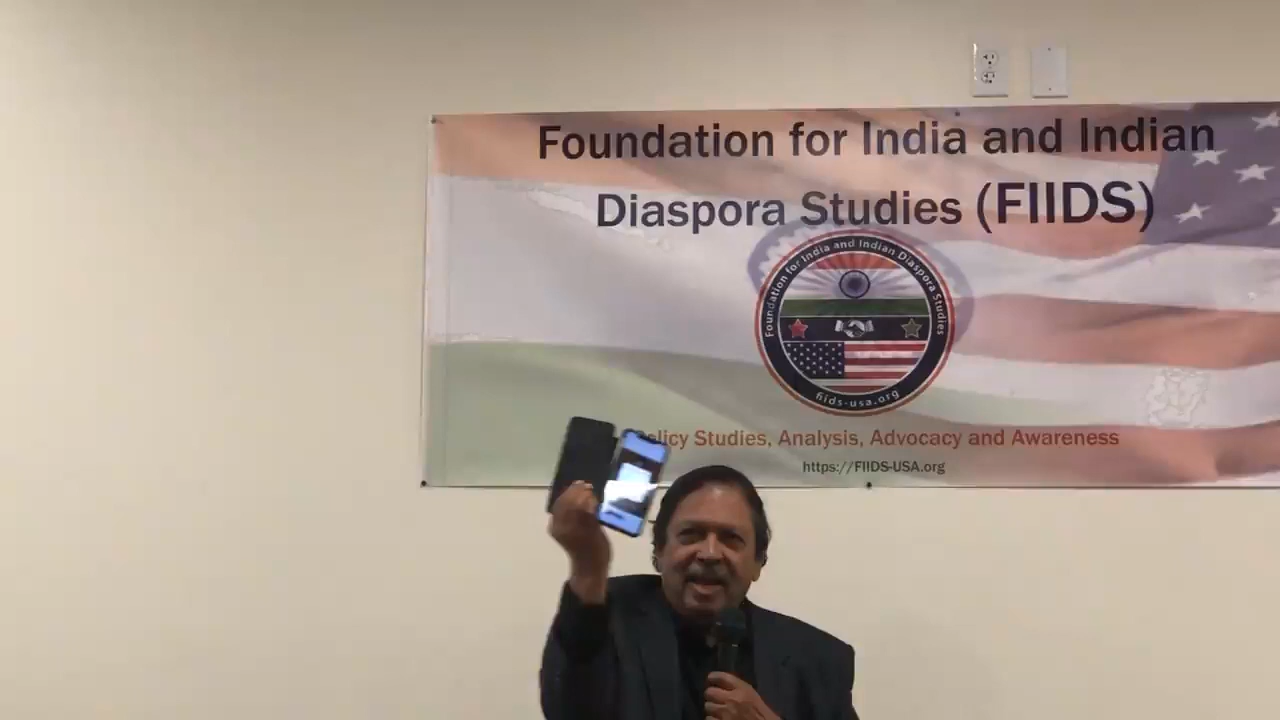 Foundation for India and Indian
Diaspora Studies (FIIDS)
Foundation for India and Indian Diaspora Studies
fiids-usa.org
Studies, Analysis, Advocacy and Awareness
https://FIIDS-USA.org